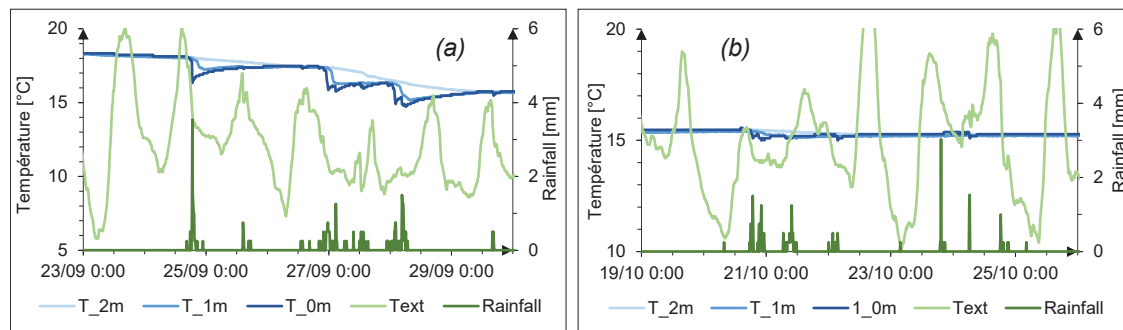 20
15
10
5
Température [°C]
(a)
6
4
2
0
Rainfall [mm]
23/09 0:00 25/09 0:00 27/09 0:00 29/09 0:00
T_2m T_1m T_0m Text Rainfall
20
15
10
Température [°C]
(b)
6
4
2
0
Rainfall [mm]
19/10 0:00 21/10 0:00 23/10 0:00 25/10 0:00
T_2m T_1m 1_0m Text Rainfall